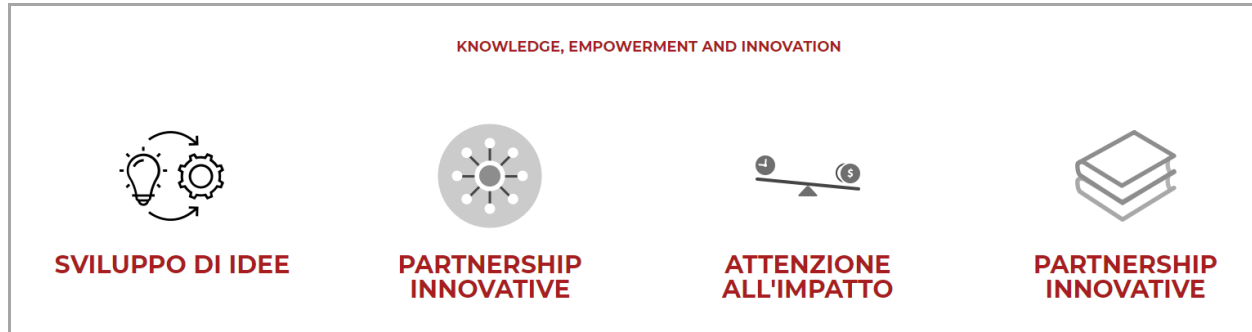 KNOWLEDGE, EMPOWERMENT AND INNOVATION
$
SVILUPPO DI IDEE
PARTNERSHIP
INNOVATIVE
ATTENZIONE
ALL'IMPATTO
PARTNERSHIP
INNOVATIVE